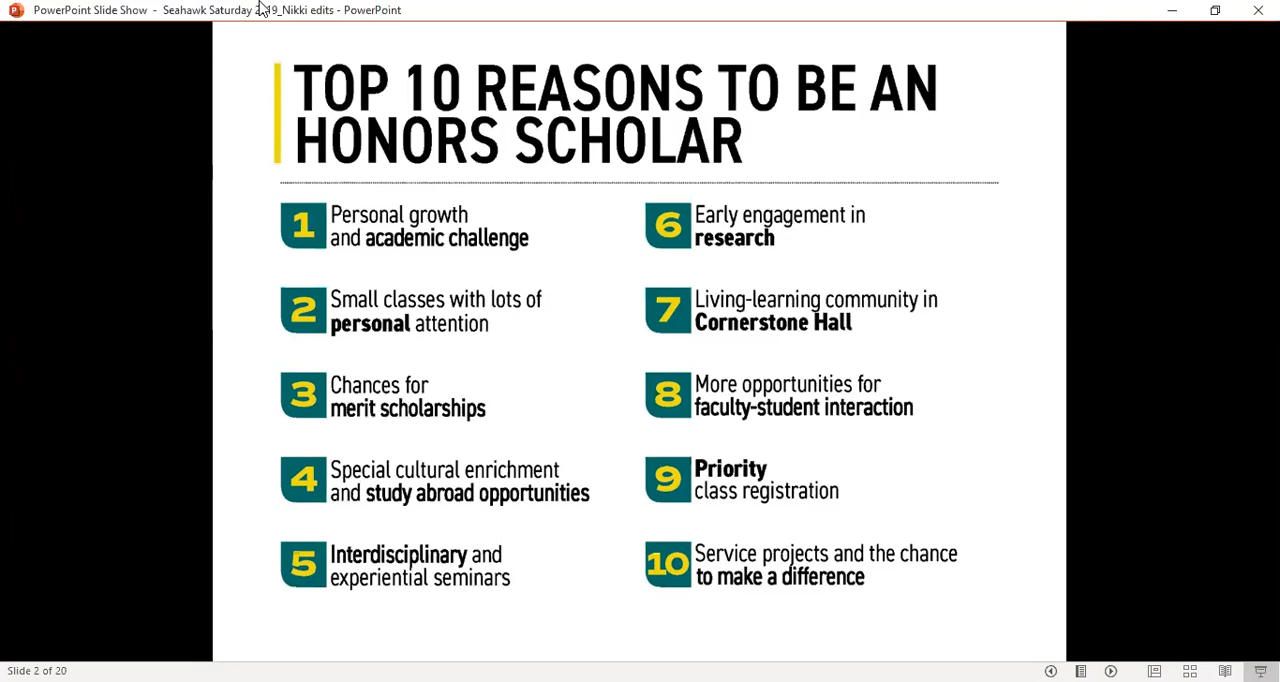 PowerPoint Slide Show - Seahawk Saturday 19_Nikki edits - PowerPoint
TOP 10 REASONS TO BE AN
HONORS SCHOLAR
1 Personal growth
and academic challenge
2 Small classes with lots of
personal attention
3 Chances for
merit scholarships
4 Special cultural enrichment
and study abroad opportunities
5 Interdisciplinary and
experiential seminars
6 Early engagement in
research
7 Living-learning community in
Cornerstone Hall
8 More opportunities for
faculty-student interaction
9 Priority
class registration
10 Service projects and the chance
to make a difference
Slide 2 of 20